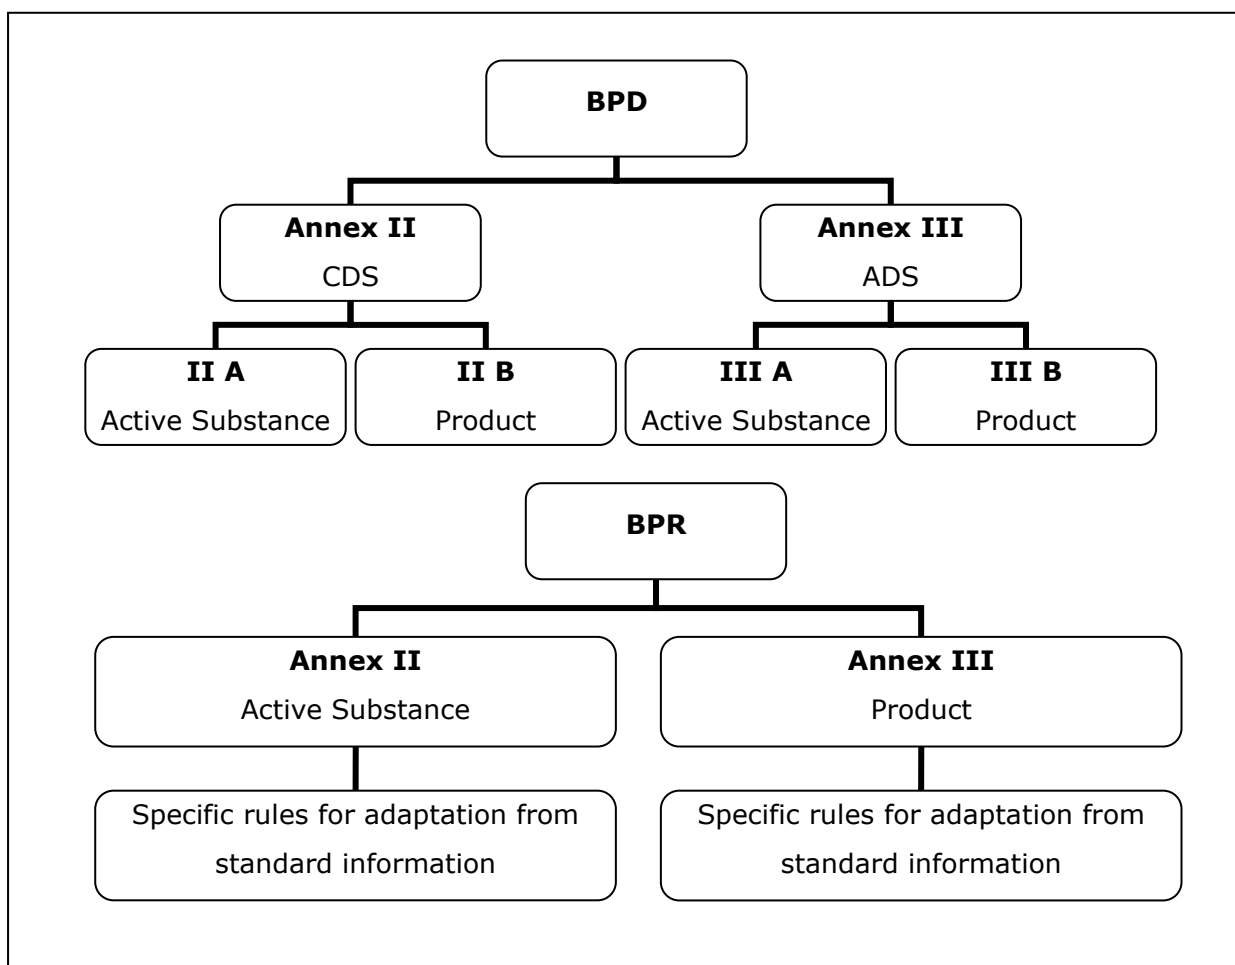 BPD
Annex II
CDS
Annex III
ADS
II A
Active Substance
II B
Product
III A
Active Substance
III B
Product
BPR
Annex II
Active Substance
Annex III
Product
Specific rules for adaptation from
standard information
Specific rules for adaptation from
standard information